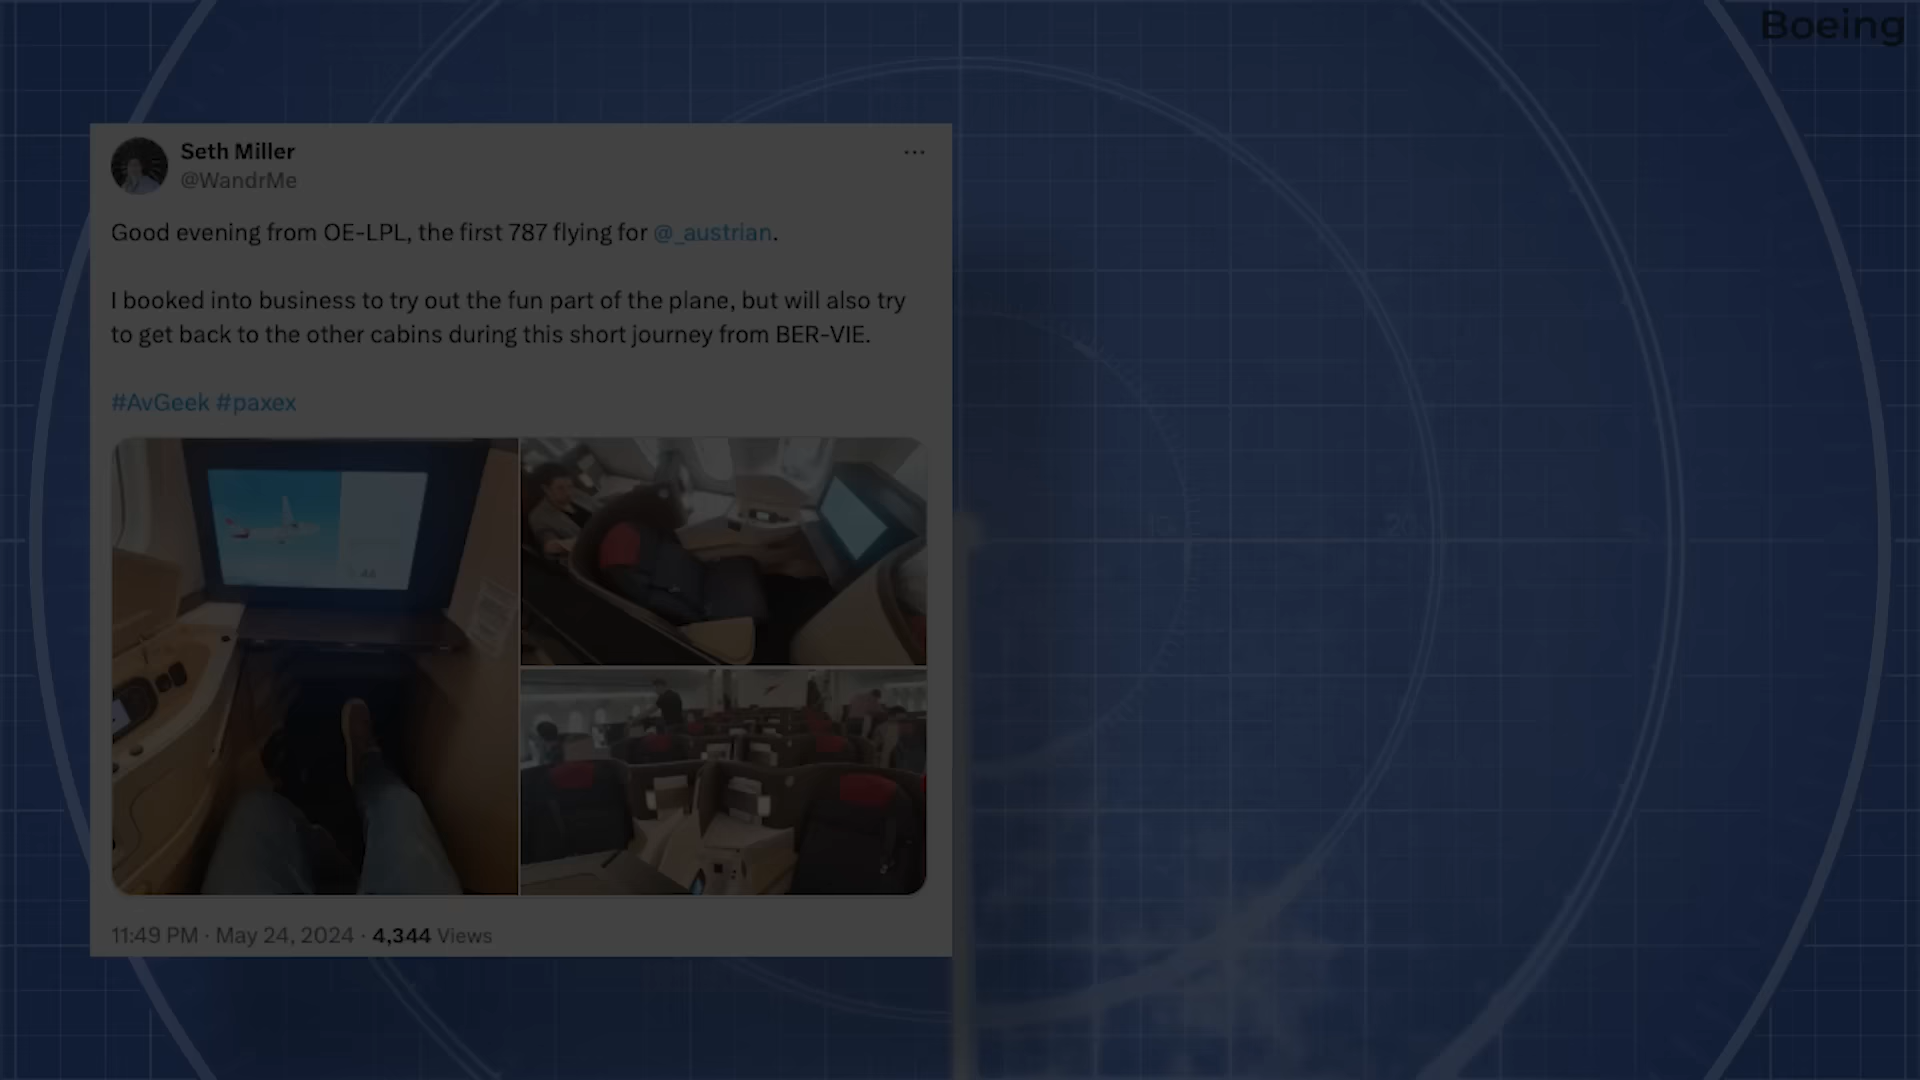 Boeing
Seth Miller
@WandrMe
Good evening from OE-LPL, the first 787 flying for @_austrian.
I booked into business to try out the fun part of the plane, but will also try
to get back to the other cabins during this short journey from BER-VIE.
#AvGeek #paxex
11:49 PM · May 24, 2024 · 4,344 Views